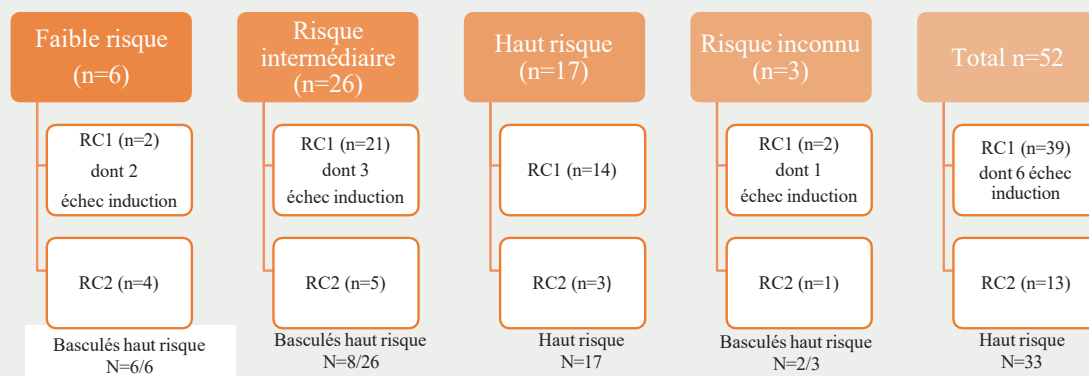 Faible risque
(n=6)
RC1 (n=2)
dont 2
échec induction
RC2 (n=4)
Basculés haut risque
N=6/6
Risque
intermédiaire
(n=26)
RC1 (n=21)
dont 3
échec induction
RC2 (n=5)
Basculés haut risque
N=8/26
Haut risque
(n=17)
RC1 (n=14)
RC2 (n=3)
Haut risque
N=17
Risque inconnu
(n=3)
RC1 (n=2)
dont 1
échec induction
RC2 (n=1)
Basculés haut risque
N=2/3
Total n=52
RC1 (n=39)
dont 6 échec
induction
RC2 (n=13)
Haut risque
N=33